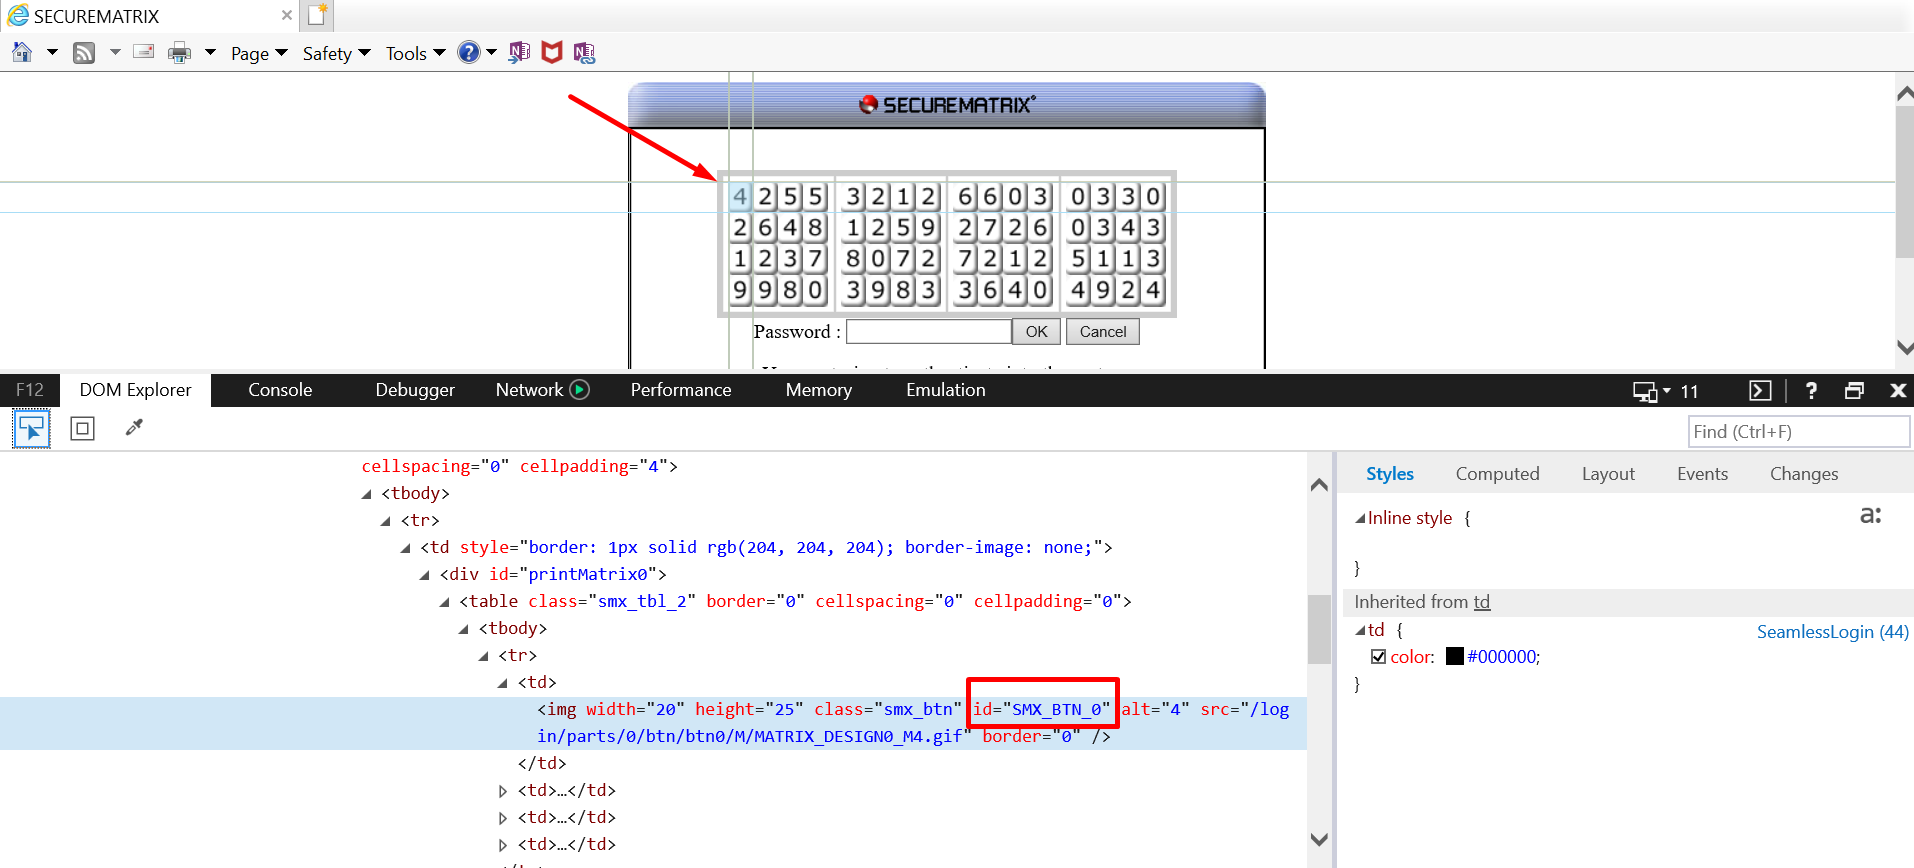 SECUREMATRIX
Page Safety Tools
SECUREMATRIX®
4 2 5 5 3 2 1 2 6 6 0 3 0 3 3 0
2 6 4 8 1 2 5 9 2 7 2 6 0 3 4 3
1 2 3 7 8 0 7 2 7 2 1 2 5 1 1 3
9 9 8 0 3 9 8 3 3 6 4 0 4 9 2 4
Password : OK Cancel
F12 DOM Explorer Console Debugger Network Performance Memory Emulation 11 ?
Find (Ctrl+F)
cellspacing="0" cellpadding="4">
<tbody>
<tr>
<td style="border: 1px solid rgb(204, 204, 204); border-image: none;">
<div id="printMatrix0">
<table class="smx_tbl_2" border="0" cellspacing="0" cellpadding="0">
<tbody>
<tr>
<td>
<img width="20" height="25" class="smx_btn" id="SMX_BTN_0" alt="4" src="/log
in/parts/0/btn/btn0/M/MATRIX_DESIGN0_M4.gif" border="0" />
</td>
<td>…</td>
<td>…</td>
<td>…</td>
Styles Computed Layout Events Changes
Inline style { a:
}
Inherited from td
td { SeamlessLogin (44)
color: #000000;
}